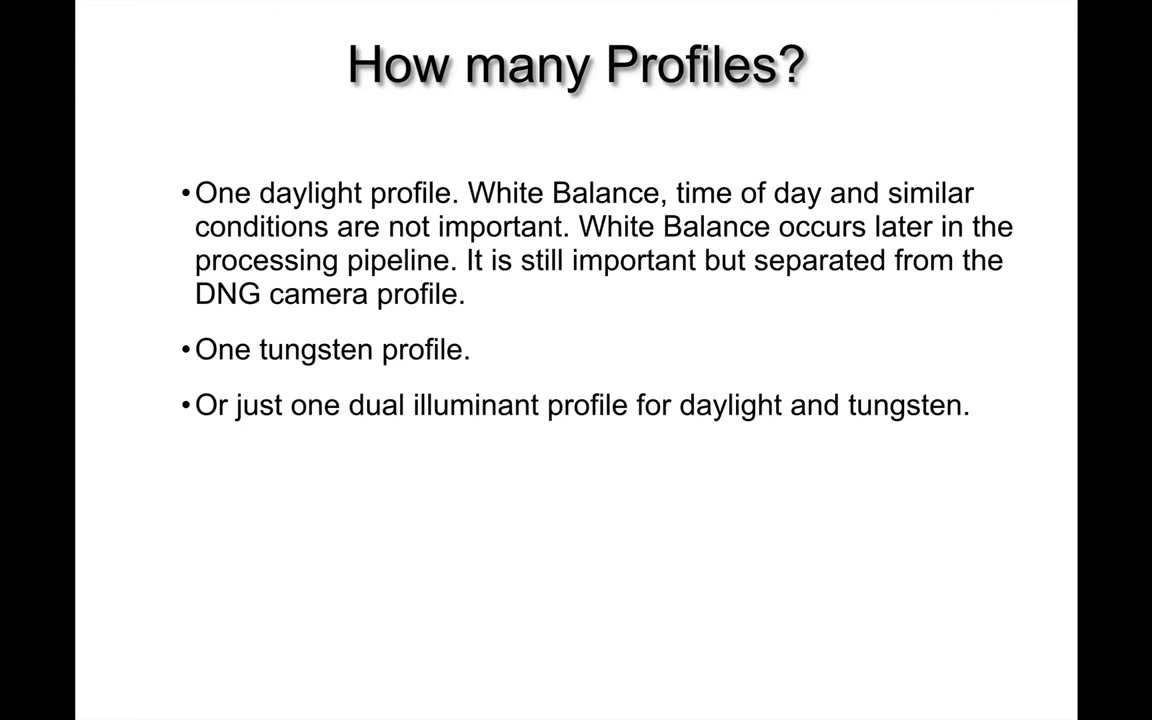 How many Profiles?
•One daylight profile. White Balance, time of day and similar
conditions are not important. White Balance occurs later in the
processing pipeline. It is still important but separated from the
DNG camera profile.
•One tungsten profile.
•Or just one dual illuminant profile for daylight and tungsten.